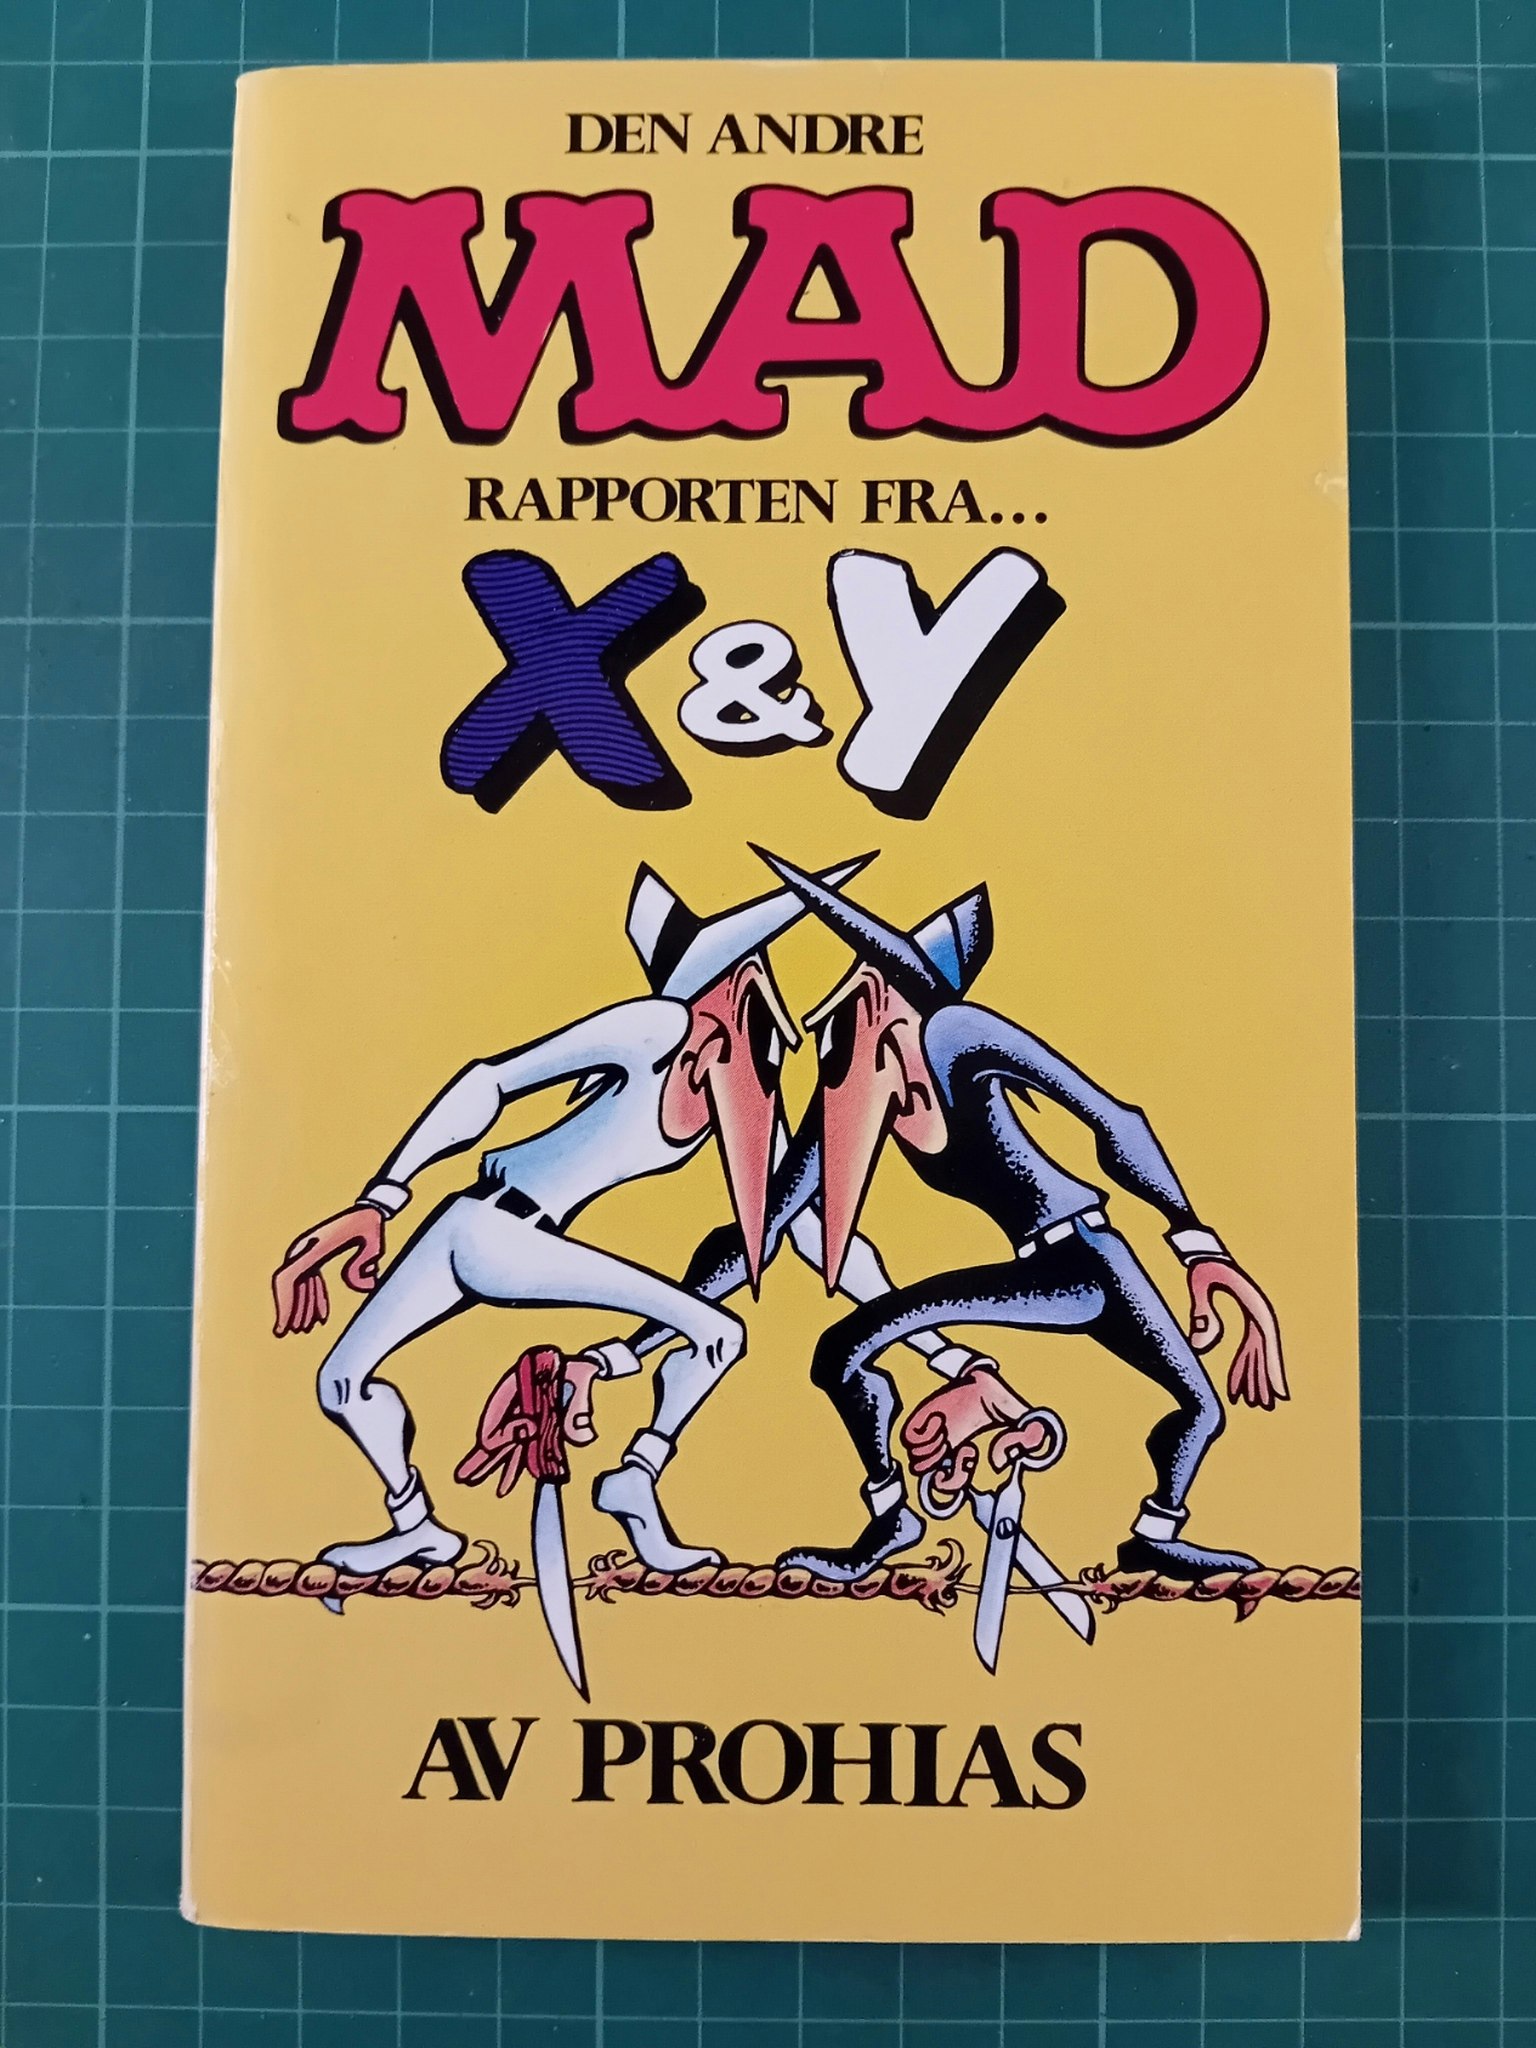 DEN ANDRE
MAD
RAPPORTEN FRA...
X & Y
AV PROHIAS